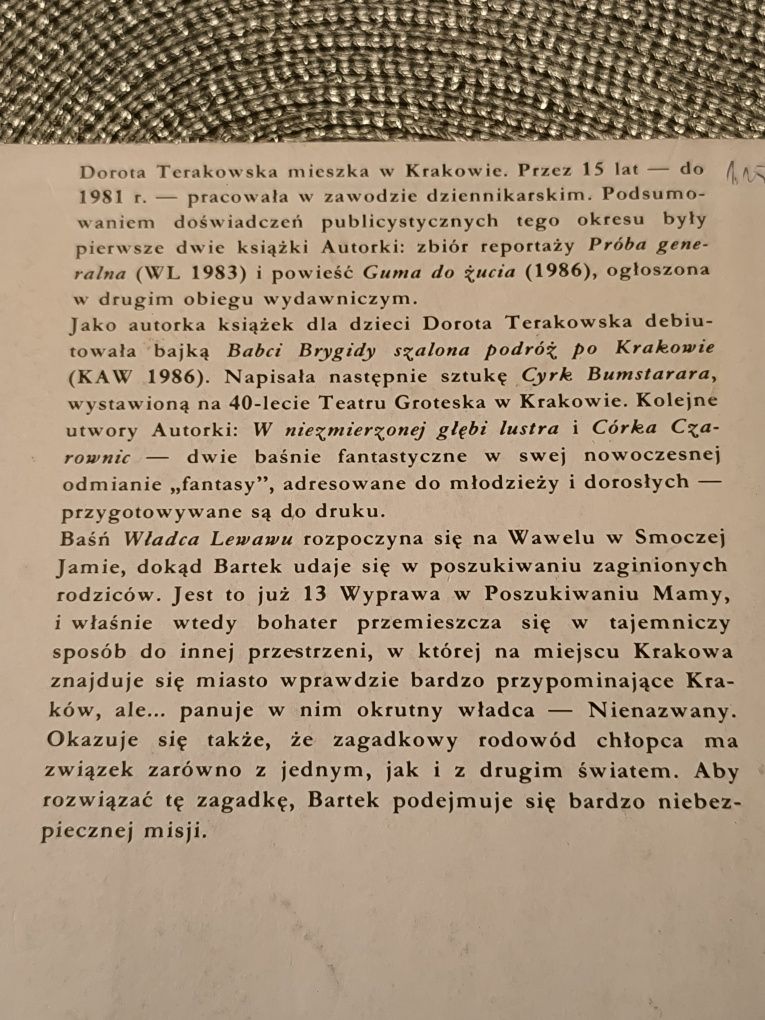 Dorota Terakowska mieszka w Krakowie. Przez 15 lat — do
1981 r. — pracowała w zawodzie dziennikarskim. Podsumo-
waniem doświadczeń publicystycznych tego okresu były
pierwsze dwie książki Autorki: zbiór reportaży Próba gene-
ralna (WL 1983) i powieść Guma do żucia (1986), ogłoszona
w drugim obiegu wydawniczym.
Jako autorka książek dla dzieci Dorota Terakowska debiu-
towała bajką Babci Brygidy szalona podróż po Krakowie
(KAW 1986). Napisała następnie sztukę Cyrk Bumstarara,
wystawioną na 40-lecie Teatru Groteska w Krakowie. Kolejne
utwory Autorki: W niezmierzonej głębi lustra i Córka Cza-
rownic — dwie baśnie fantastyczne w swej nowoczesnej
odmianie „fantasy”, adresowane do młodzieży i dorosłych —
przygotowywane są do druku.
Baśń Władca Lewawu rozpoczyna się na Wawelu w Smoczej
Jamie, dokąd Bartek udaje się w poszukiwaniu zaginionych
rodziców. Jest to już 13 Wyprawa w Poszukiwaniu Mamy,
i właśnie wtedy bohater przemieszcza się w tajemniczy
sposób do innej przestrzeni, w której na miejscu Krakowa
znajduje się miasto wprawdzie bardzo przypominające Kra-
ków, ale... panuje w nim okrutny władca — Nienazwany.
Okazuje się także, że zagadkowy rodowód chłopca ma
związek zarówno z jednym, jak i z drugim światem. Aby
rozwiązać tę zagadkę, Bartek podejmuje się bardzo niebez-
piecznej misji.